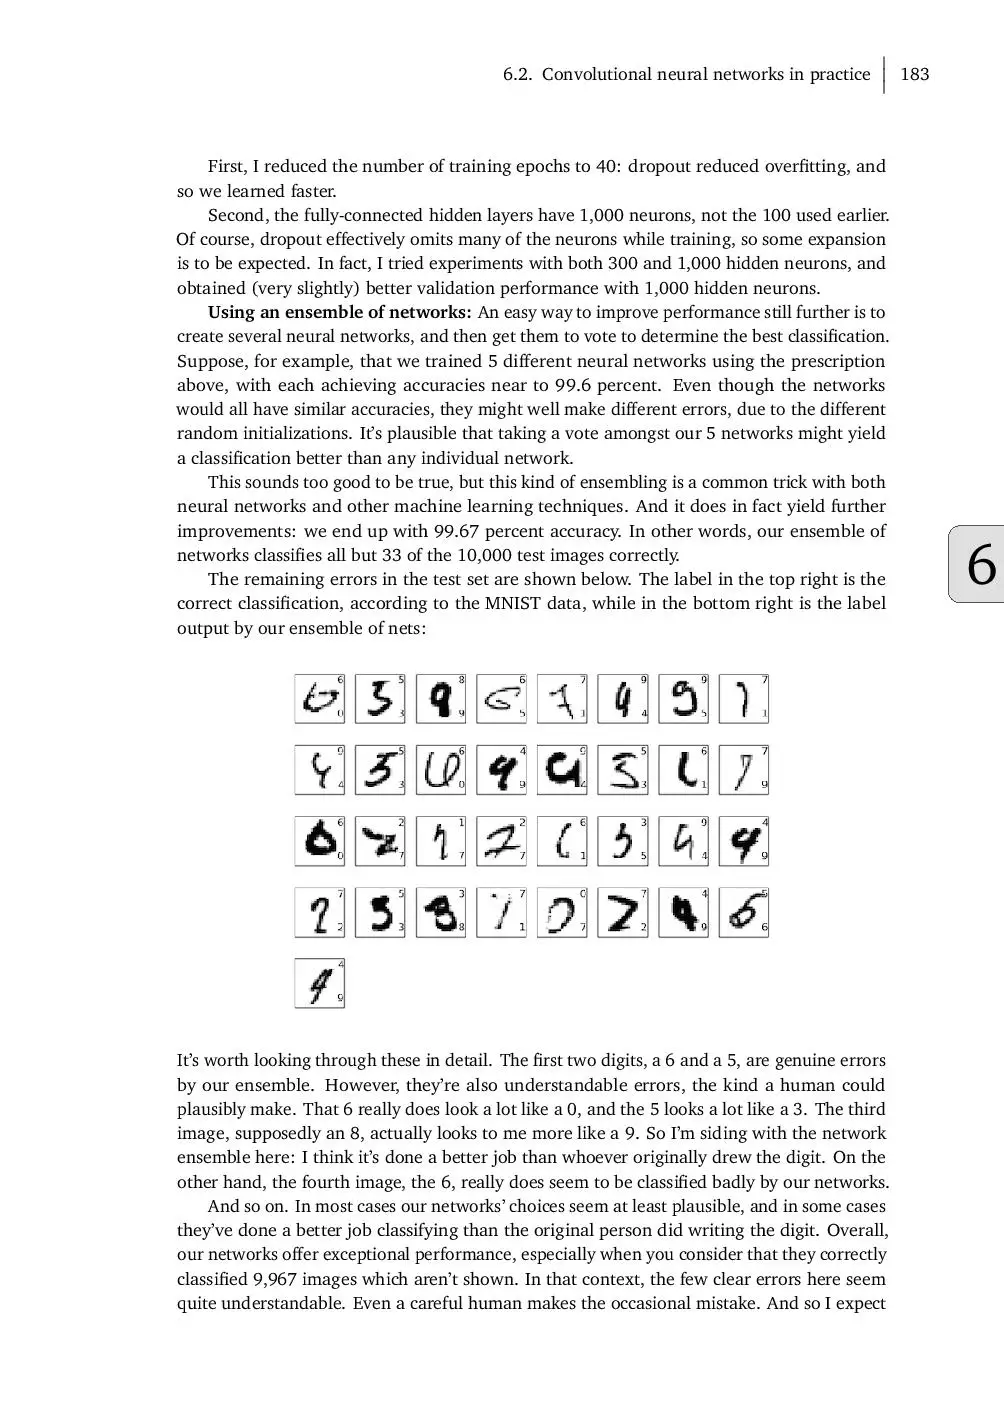 6.2. Convolutional neural networks in practice 183
First, I reduced the number of training epochs to 40: dropout reduced overfitting, and
so we learned faster.
Second, the fully-connected hidden layers have 1,000 neurons, not the 100 used earlier.
Of course, dropout effectively omits many of the neurons while training, so some expansion
is to be expected. In fact, I tried experiments with both 300 and 1,000 hidden neurons, and
obtained (very slightly) better validation performance with 1,000 hidden neurons.
Using an ensemble of networks: An easy way to improve performance still further is to
create several neural networks, and then get them to vote to determine the best classification.
Suppose, for example, that we trained 5 different neural networks using the prescription
above, with each achieving accuracies near to 99.6 percent. Even though the networks
would all have similar accuracies, they might well make different errors, due to the different
random initializations. It's plausible that taking a vote amongst our 5 networks might yield
a classification better than any individual network.
This sounds too good to be true, but this kind of ensembling is a common trick with both
neural networks and other machine learning techniques. And it does in fact yield further
improvements: we end up with 99.67 percent accuracy. In other words, our ensemble of
networks classifies all but 33 of the 10,000 test images correctly.
6
The remaining errors in the test set are shown below. The label in the top right is the
correct classification, according to the MNIST data, while in the bottom right is the label
output by our ensemble of nets:
6 5 8 6 7 9 9 7
0 3 9 5 1 4 5 1
9 5 6 4 9 5 6 7
4 3 0 9 4 3 1 9
6 2 1 2 6 3 9 4
0 7 7 7 1 5 4 9
7 5 3 7 0 7 4 5
2 3 8 1 7 2 9 6
4
9
It's worth looking through these in detail. The first two digits, a 6 and a 5, are genuine errors
by our ensemble. However, they're also understandable errors, the kind a human could
plausibly make. That 6 really does look a lot like a 0, and the 5 looks a lot like a 3. The third
image, supposedly an 8, actually looks to me more like a 9. So I'm siding with the network
ensemble here: I think it's done a better job than whoever originally drew the digit. On the
other hand, the fourth image, the 6, really does seem to be classified badly by our networks.
And so on. In most cases our networks' choices seem at least plausible, and in some cases
they've done a better job classifying than the original person did writing the digit. Overall,
our networks offer exceptional performance, especially when you consider that they correctly
classified 9,967 images which aren't shown. In that context, the few clear errors here seem
quite understandable. Even a careful human makes the occasional mistake. And so I expect